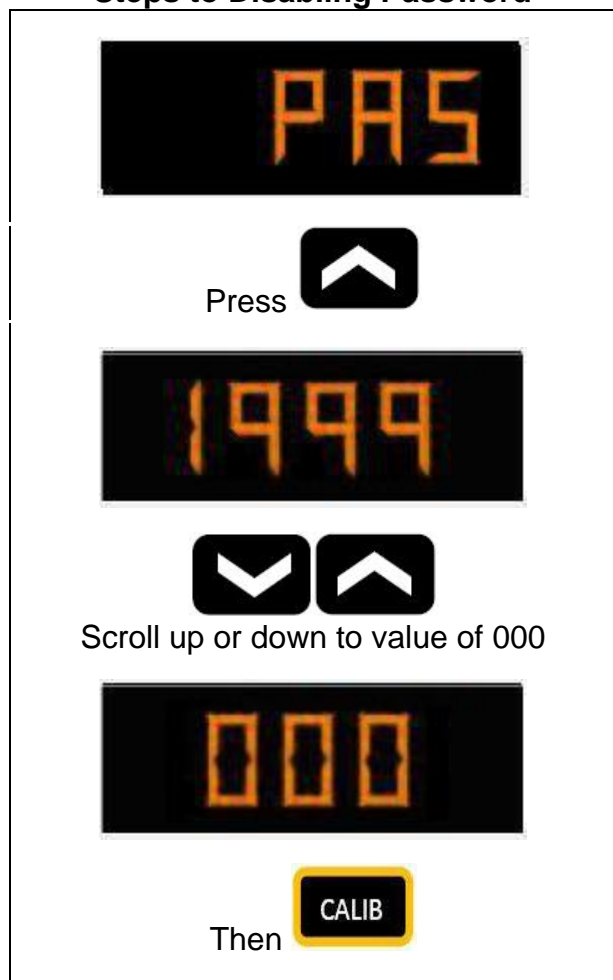 Steps to Disabling Password
PAS
Press
1999
Scroll up or down to value of 000
000
Then CALIB